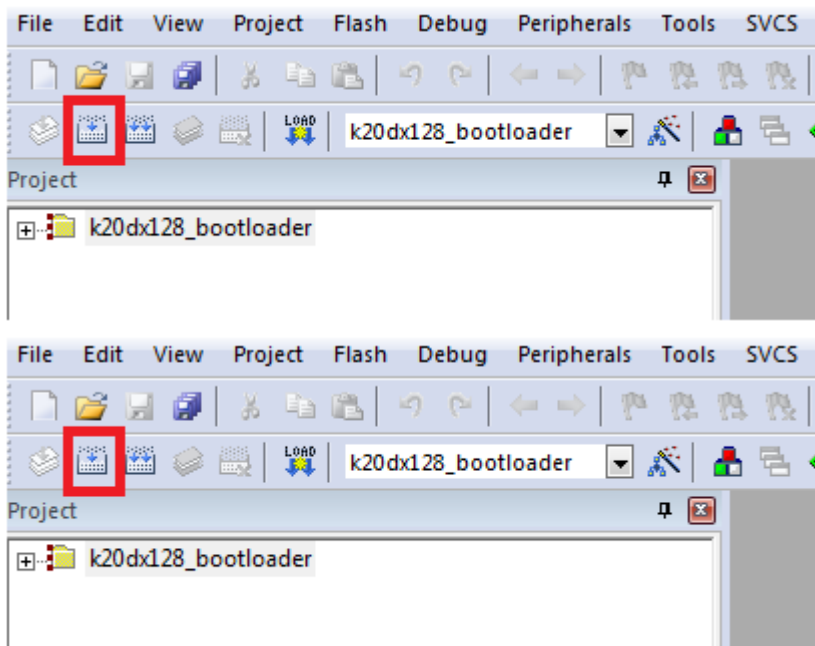 File Edit View Project Flash Debug Peripherals Tools SVCS
LOAD k20dx128_bootloader
Project
k20dx128_bootloader
File Edit View Project Flash Debug Peripherals Tools SVCS
LOAD k20dx128_bootloader
Project
k20dx128_bootloader